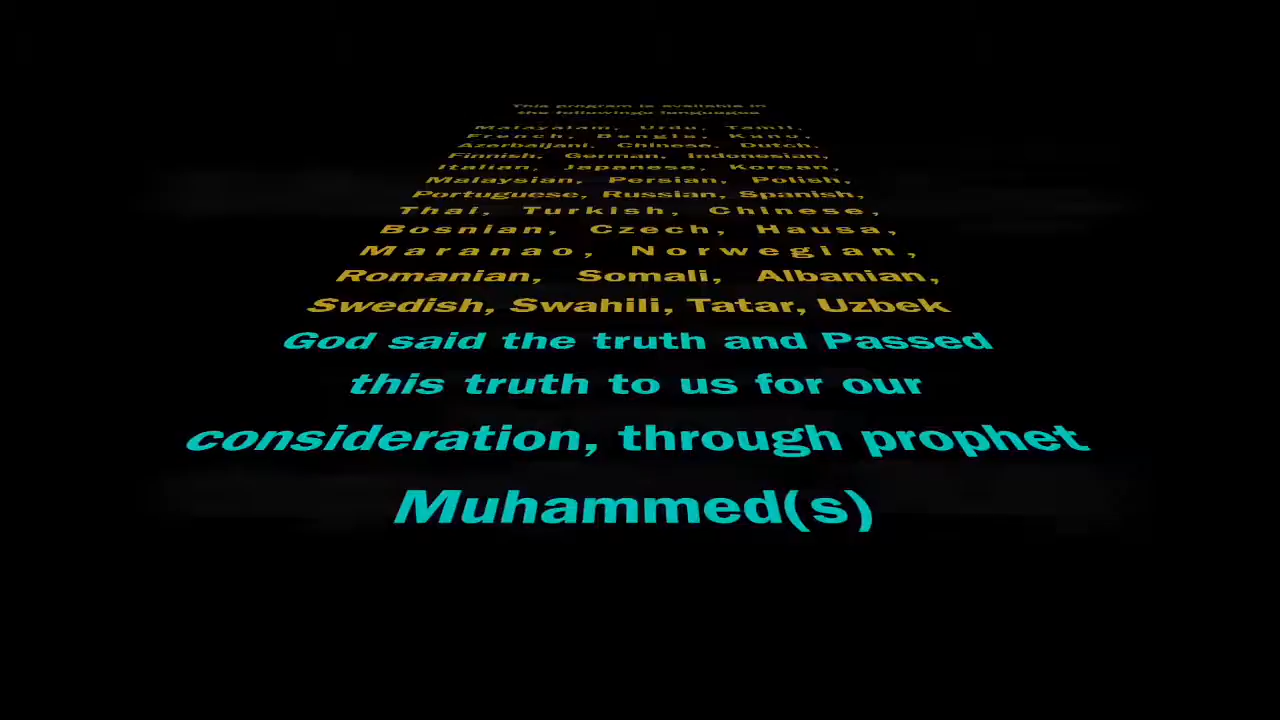 This program is available in
the followings languague
Malayalam, Urdu, Tamil,
French, Bengla, Kano,
Azerbaijani, Chinese, Dutch,
Finnish, German, Indonesian,
Italian, Japanese, Korean,
Malaysian, Persian, Polish,
Portuguese, Russian, Spanish,
Thai, Turkish, Chinese,
Bosnian, Czech, Hausa,
Maranao, Norwegian,
Romanian, Somali, Albanian,
Swedish, Swahili, Tatar, Uzbek
God said the truth and Passed
this truth to us for our
consideration, through prophet
Muhammed(s)